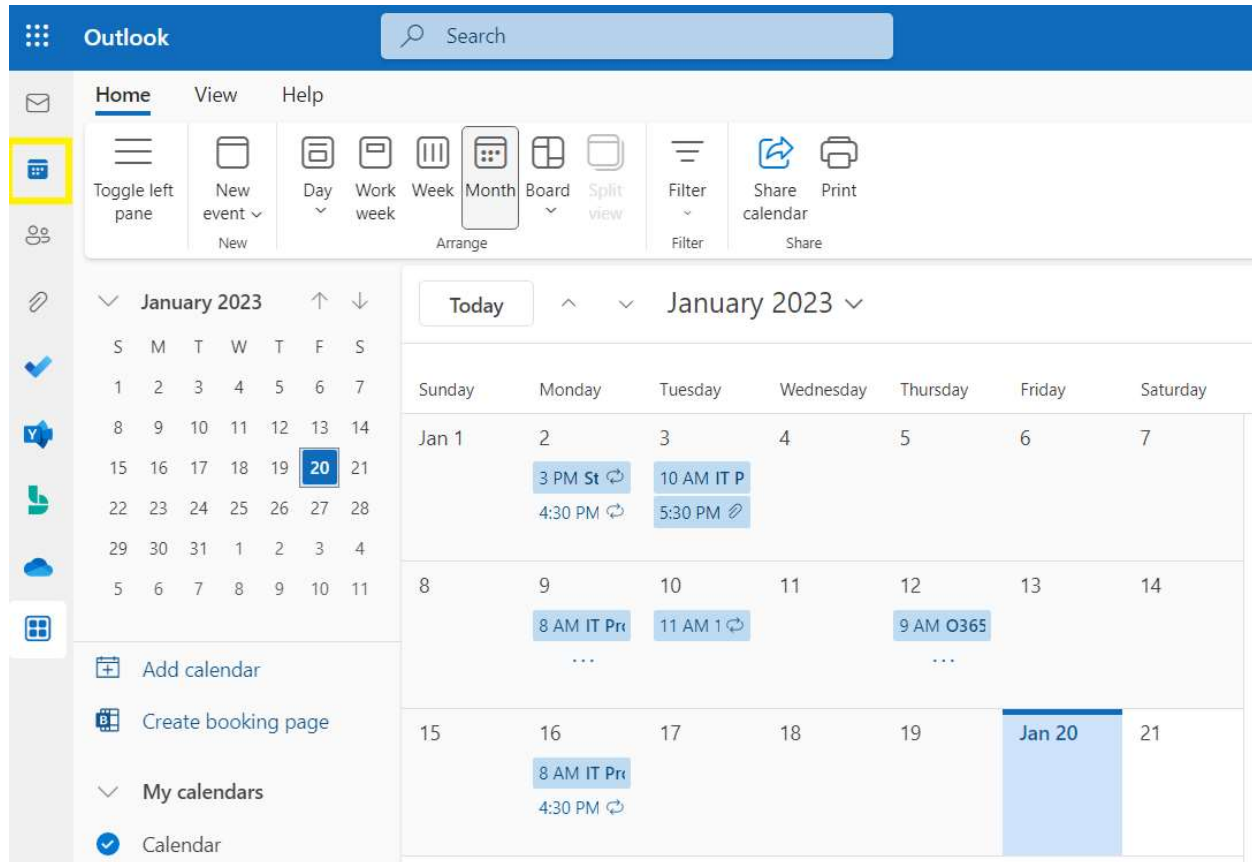 Outlook
Search
Home View Help
Toggle left pane
New event
New
Day
Work week
Week
Month
Board
Split view
Arrange
Filter
Filter
Share calendar
Print
Share
January 2023
S M T W T F S
1 2 3 4 5 6 7
8 9 10 11 12 13 14
15 16 17 18 19 20 21
22 23 24 25 26 27 28
29 30 31 1 2 3 4
5 6 7 8 9 10 11
Add calendar
Create booking page
My calendars
Calendar
Today January 2023
Sunday Monday Tuesday Wednesday Thursday Friday Saturday
Jan 1 2 3 4 5 6 7
3 PM St 10 AM IT P
4:30 PM 5:30 PM
8 9 10 11 12 13 14
8 AM IT Pro 11 AM 1 9 AM O365
... ...
15 16 17 18 19 Jan 20 21
8 AM IT Pro
4:30 PM